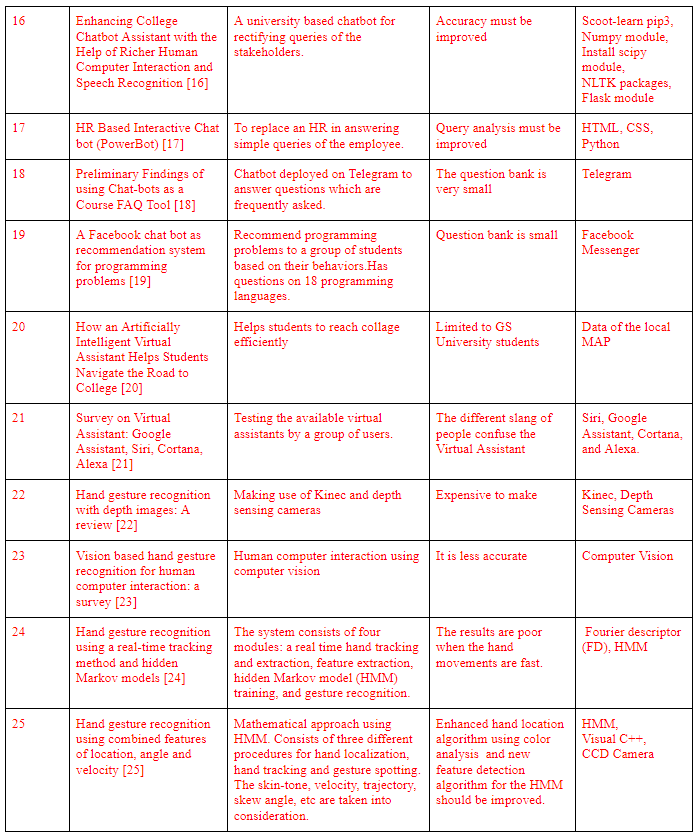 16
Enhancing College
Chatbot Assistant with the
Help of Richer Human
Computer Interaction and
Speech Recognition [16]
A university based chatbot for
rectifying queries of the
stakeholders.
Accuracy must be
improved
Scoot-learn pip3,
Numpy module,
Install scipy
module,
NLTK packages,
Flask module
17
HR Based Interactive Chat
bot (PowerBot) [17]
To replace an HR in answering
simple queries of the employee.
Query analysis must be
improved
HTML, CSS,
Python
18
Preliminary Findings of
using Chat-bots as a
Course FAQ Tool [18]
Chatbot deployed on Telegram to
answer questions which are
frequently asked.
The question bank is
very small
Telegram
19
A Facebook chat bot as
recommendation system
for programming
problems [19]
Recommend programming
problems to a group of students
based on their behaviors.Has
questions on 18 programming
languages.
Question bank is small
Facebook
Messenger
20
How an Artificially
Intelligent Virtual
Assistant Helps Students
Navigate the Road to
College [20]
Helps students to reach collage
efficiently
Limited to GS
University students
Data of the local
MAP
21
Survey on Virtual
Assistant: Google
Assistant, Siri, Cortana,
Alexa [21]
Testing the available virtual
assistants by a group of users.
The different slang of
people confuse the
Virtual Assistant
Siri, Google
Assistant, Cortana,
and Alexa.
22
Hand gesture recognition
with depth images: A
review [22]
Making use of Kinec and depth
sensing cameras
Expensive to make
Kinec, Depth
Sensing Cameras
23
Vision based hand gesture
recognition for human
computer interaction: a
survey [23]
Human computer interaction using
computer vision
It is less accurate
Computer Vision
24
Hand gesture recognition
using a real-time tracking
method and hidden
Markov models [24]
The system consists of four
modules: a real time hand tracking
and extraction, feature extraction,
hidden Markov model (HMM)
training, and gesture recognition.
The results are poor
when the hand
movements are fast.
Fourier descriptor
(FD), HMM
25
Hand gesture recognition
using combined features
of location, angle and
velocity [25]
Mathematical approach using
HMM. Consists of three different
procedures for hand localization,
hand tracking and gesture spotting.
The skin-tone, velocity, trajectory,
skew angle, etc are taken into
consideration.
Enhanced hand location
algorithm using color
analysis and new
feature detection
algorithm for the HMM
should be improved.
HMM,
Visual C++,
CCD Camera